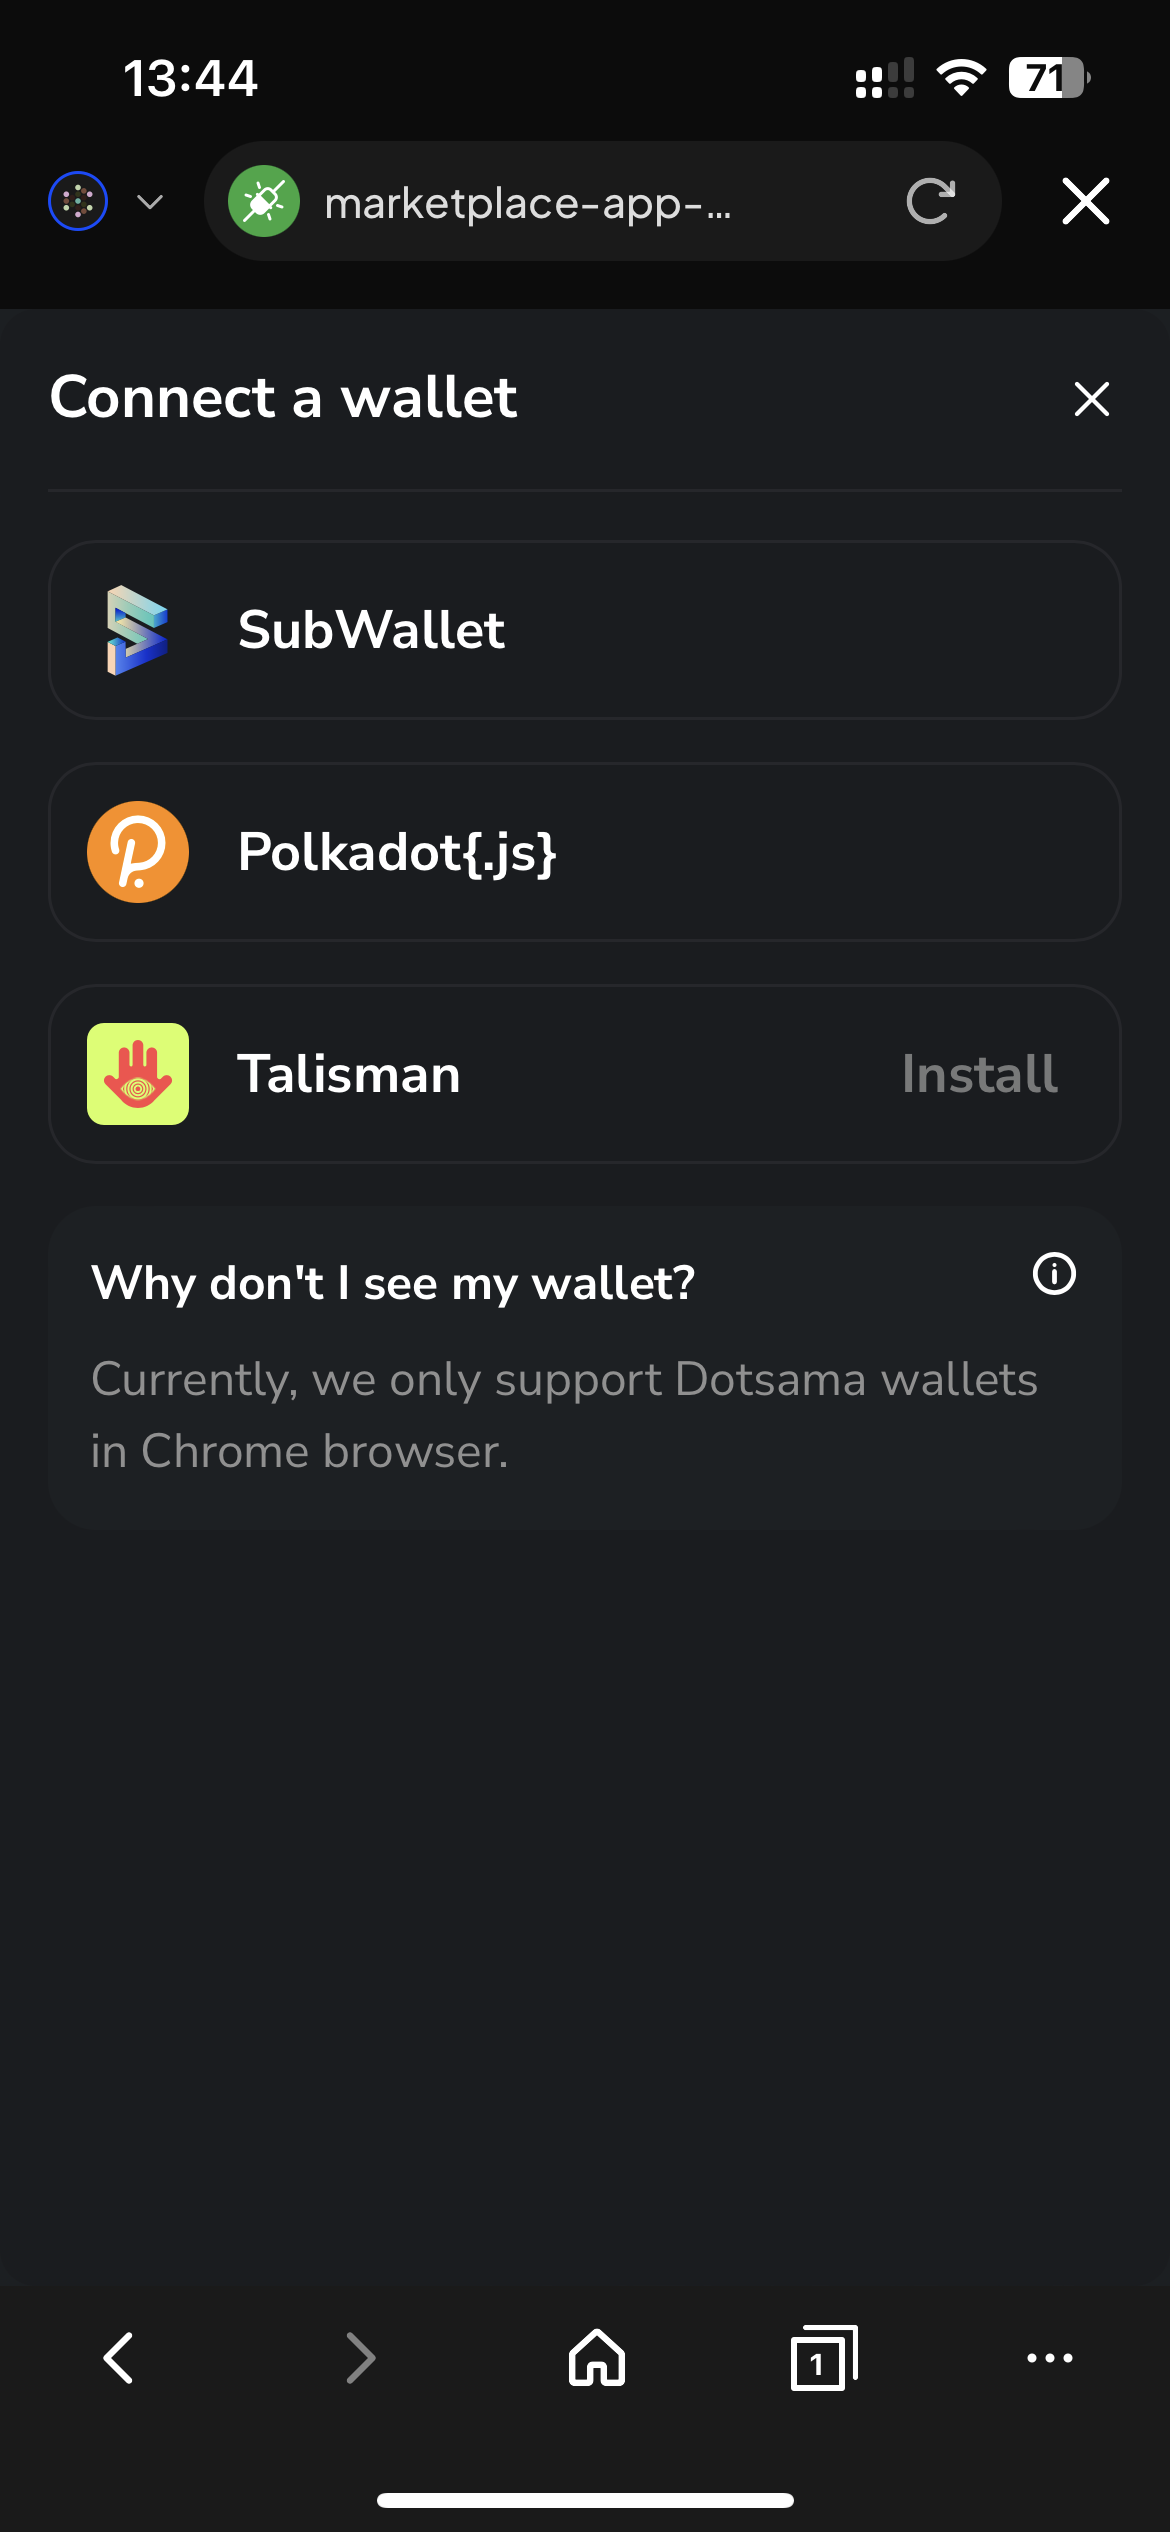 13:44
71
marketplace-app-...
Connect a wallet
SubWallet
Polkadot{.js}
Talisman
Install
Why don't I see my wallet?
Currently, we only support Dotsama wallets
in Chrome browser.
1